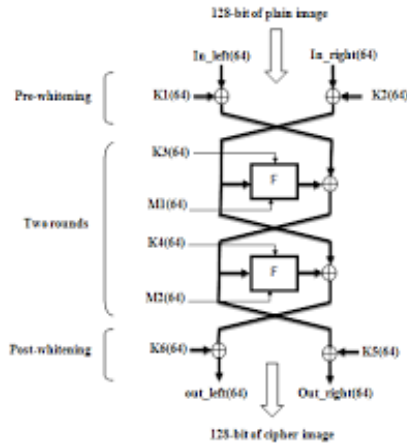 128-bit of plain image
In_left(64)
In_right(64)
Pre-whitening
K1(64)
K2(64)
K3(64)
F
M1(64)
Two rounds
K4(64)
F
M2(64)
Post-whitening
K6(64)
K5(64)
out_left(64)
Out_right(64)
128-bit of cipher image